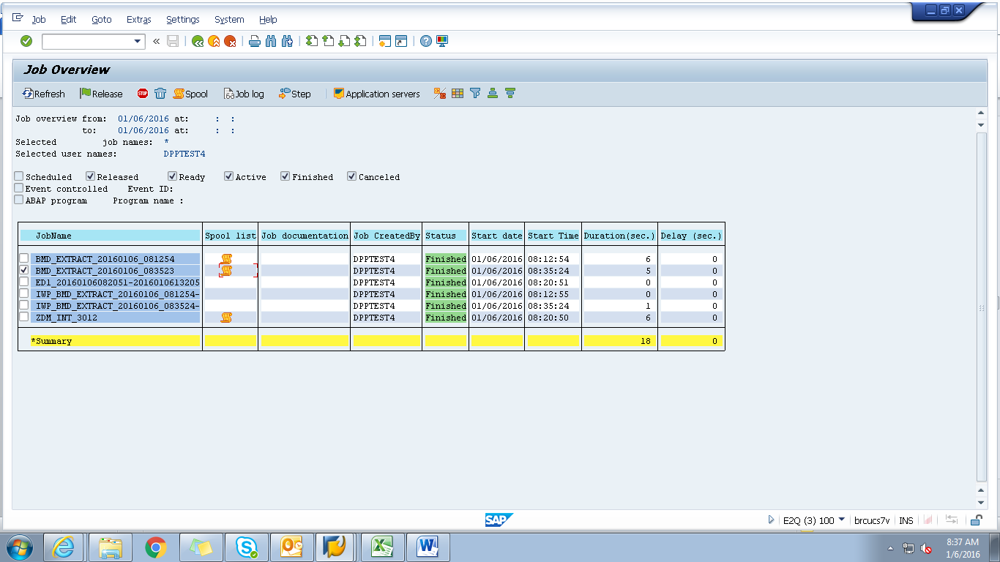 Job Edit Goto Extras Settings System Help
Job Overview
Refresh Release STOP Spool Job log Step Application servers
Job overview from: 01/06/2016 at: : :
to: 01/06/2016 at: : :
Selected job names: *
Selected user names: DPPTEST4
Scheduled Released Ready Active Finished Canceled
Event controlled Event ID:
ABAP program Program name :
JobName Spool list Job documentation Job CreatedBy Status Start date Start Time Duration(sec.) Delay (sec.)
BMD_EXTRACT_20160106_081254 DPPTEST4 Finished 01/06/2016 08:12:54 6 0
BMD_EXTRACT_20160106_083523 DPPTEST4 Finished 01/06/2016 08:35:24 5 0
ED1_20160106082051-2016010613205 DPPTEST4 Finished 01/06/2016 08:20:51 0 0
IWP_BMD_EXTRACT_20160106_081254- DPPTEST4 Finished 01/06/2016 08:12:55 0 0
IWP_BMD_EXTRACT_20160106_083524- DPPTEST4 Finished 01/06/2016 08:35:24 1 0
ZDM_INT_3012 DPPTEST4 Finished 01/06/2016 08:20:50 6 0
*Summary 18 0
SAP E2Q (3) 100 brcucs7v INS
8:37 AM
1/6/2016